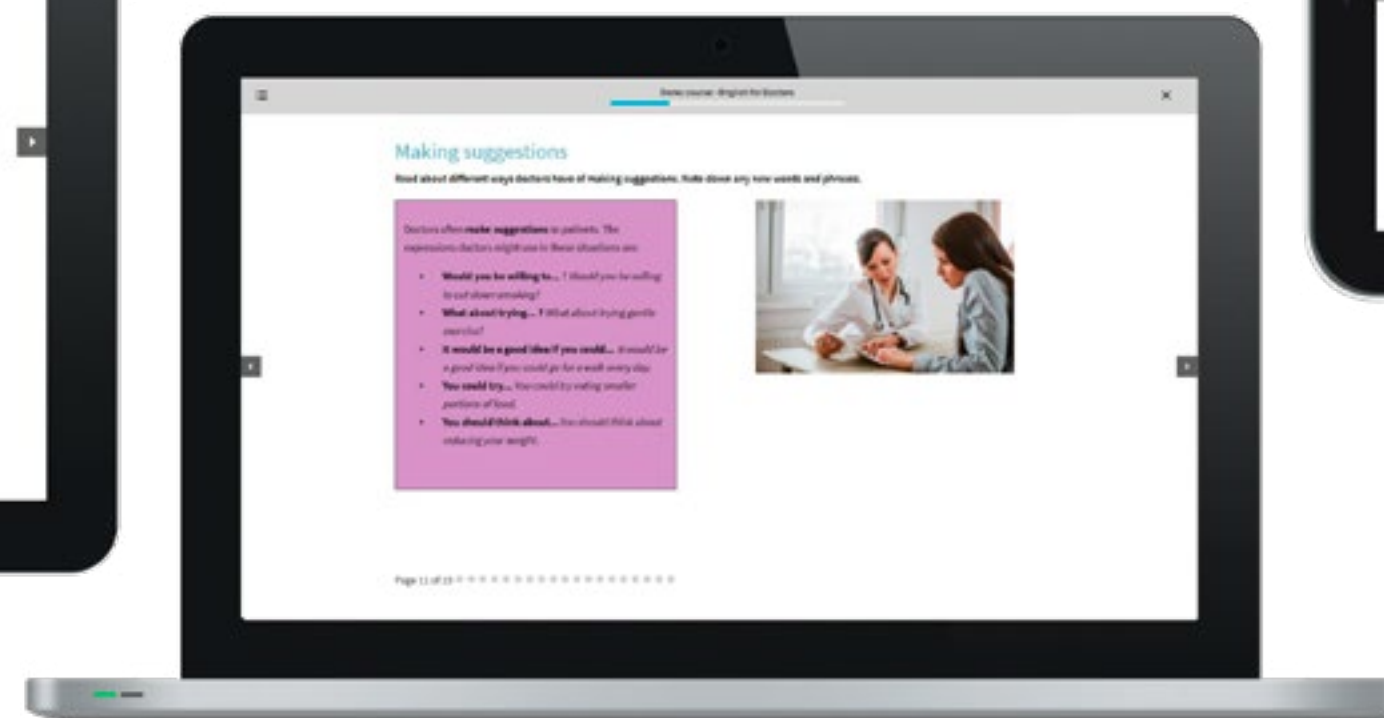 Demo course: English for Doctors
Making suggestions
Read about different ways doctors have of making suggestions. Note down any new words and phrases.
Doctors often make suggestions to patients. The
expressions doctors might use in these situations are:
• Would you be willing to... ? Would you be willing
to cut down smoking?
• What about trying... ? What about trying gentle
exercise?
• It would be a good idea if you could... It would be
a good idea if you could go for a walk every day.
• You could try... You could try eating smaller
portions of food.
• You should think about... You should think about
reducing your weight.
Page 11 of